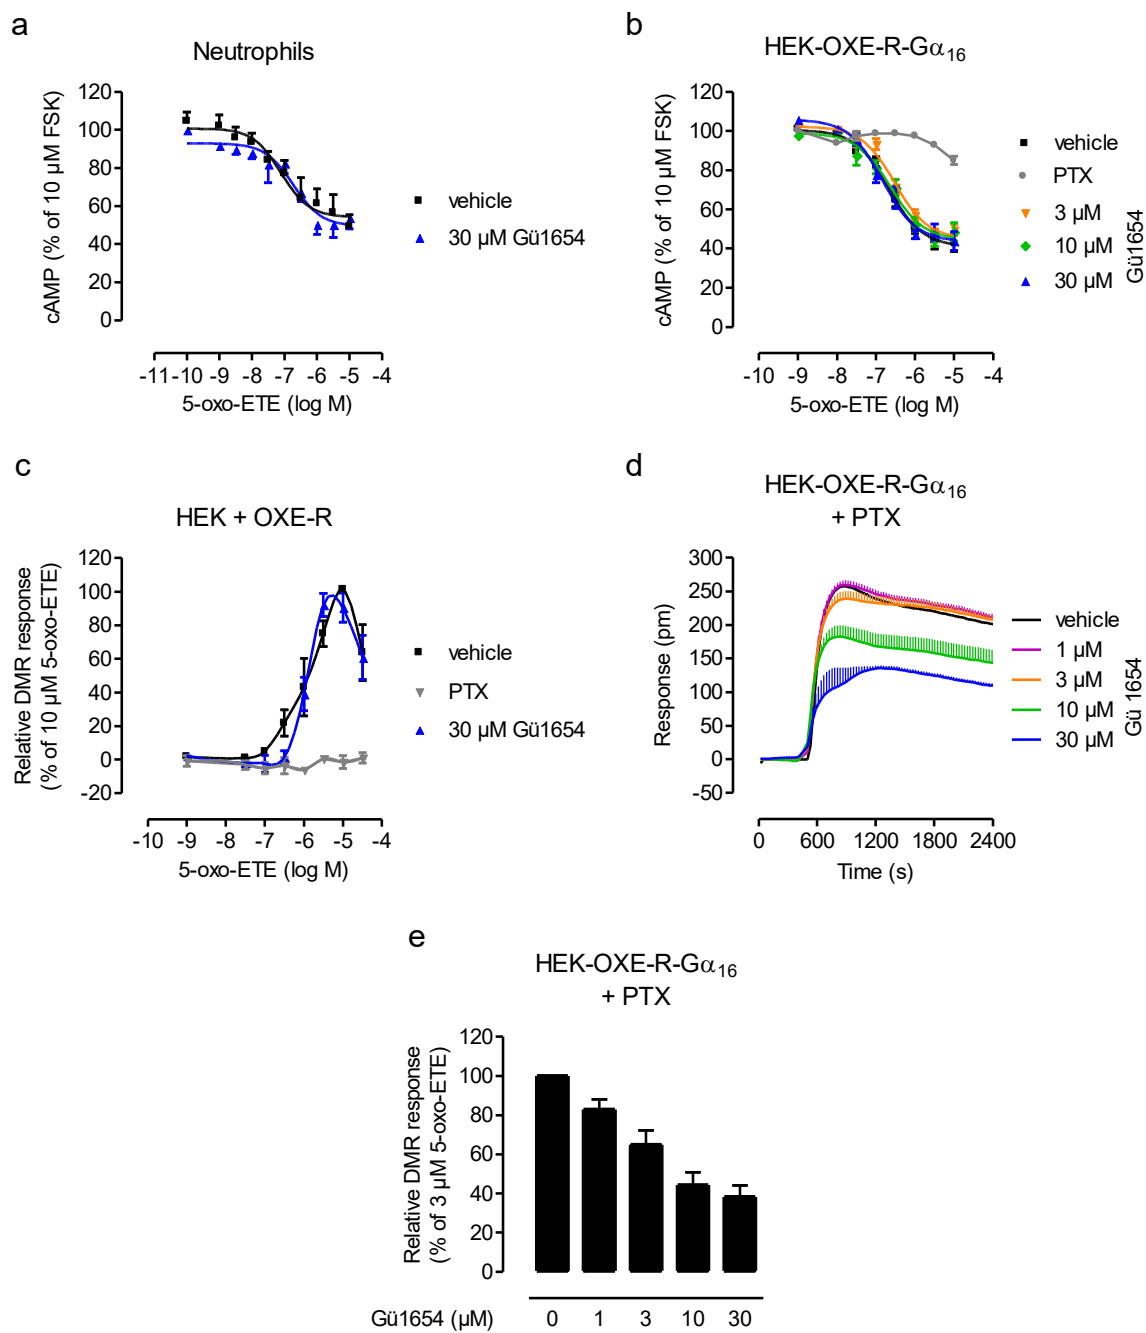 a
Neutrophils
cAMP (% of 10 µM FSK)
120
100
80
60
40
20
0
-11
-10
-9
-8
-7
-6
-5
-4
5-oxo-ETE (log M)
vehicle
30 µM Gü1654
b
HEK-OXE-R-Gα16
cAMP (% of 10 µM FSK)
120
100
80
60
40
20
0
-10
-9
-8
-7
-6
-5
-4
5-oxo-ETE (log M)
vehicle
PTX
3 µM
10 µM
30 µM
Gü1654
c
HEK + OXE-R
Relative DMR response
(% of 10 µM 5-oxo-ETE)
120
100
80
60
40
20
0
-20
-10
-9
-8
-7
-6
-5
-4
5-oxo-ETE (log M)
vehicle
PTX
30 µM Gü1654
d
HEK-OXE-R-Gα16
+ PTX
Response (pm)
300
250
200
150
100
50
0
-50
0
600
1200
1800
2400
Time (s)
vehicle
1 µM
3 µM
10 µM
30 µM
Gü 1654
e
HEK-OXE-R-Gα16
+ PTX
Relative DMR response
(% of 3 µM 5-oxo-ETE)
120
100
80
60
40
20
0
Gü1654 (µM)
0
1
3
10
30